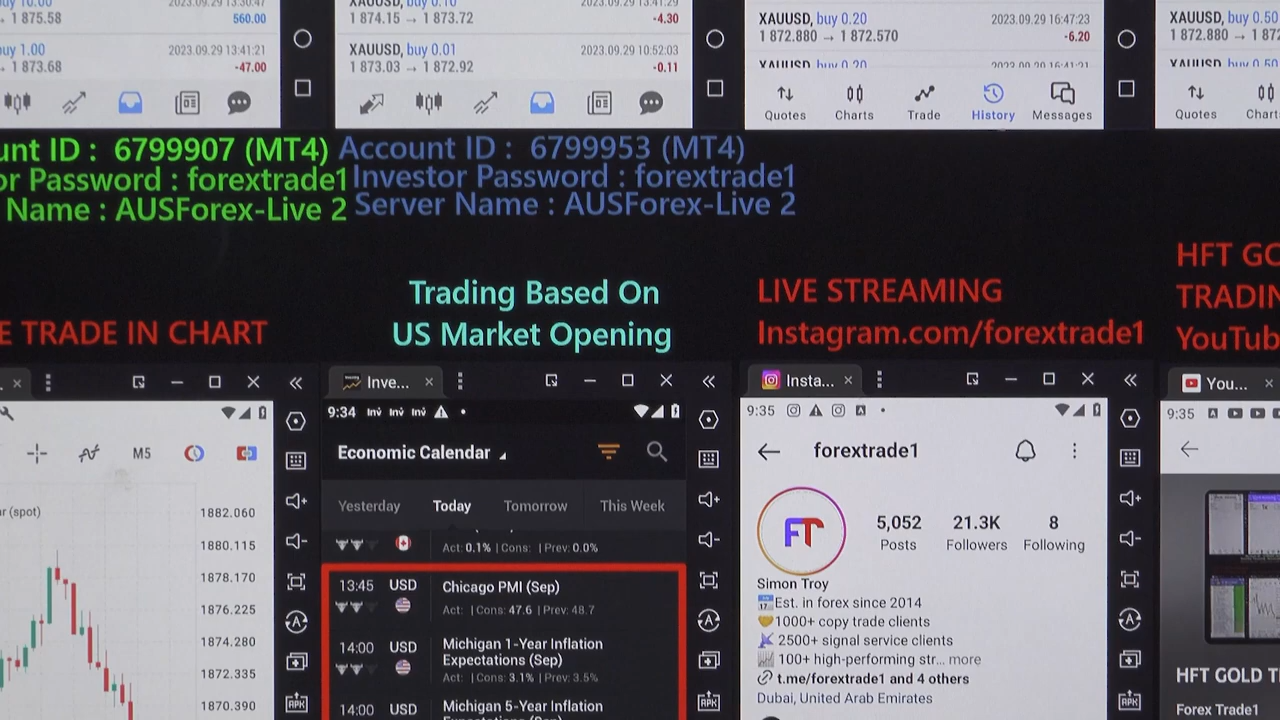 1 875.58
560.00
buy 1.00
2023.09.29 13:41:21
→ 1 873.68
-47.00
1 874.15 → 1 873.72
-4.30
XAUUSD, buy 0.01
2023.09.29 10:52:03
1 873.03 → 1 872.92
-0.11
XAUUSD, buy 0.20
2023.09.29 16:47:23
1 872.880 → 1 872.570
-6.20
XAUUSD, buy 0.50
1 872.880 → 1 872
Quotes Charts Trade History Messages
Quotes
unt ID : 6799907 (MT4)
or Password : forextrade1
Name : AUSForex-Live 2
Account ID : 6799953 (MT4)
Investor Password : forextrade1
Server Name : AUSForex-Live 2
E TRADE IN CHART
Trading Based On
US Market Opening
LIVE STREAMING
Instagram.com/forextrade1
HFT GO
TRADIN
YouTub
M5
r (spot)
1882.060
1880.115
1878.170
1876.225
1874.280
1872.335
1870.390
Inve...
9:34
Economic Calendar
Yesterday Today Tomorrow This Week
Act: 0.1% | Cons: | Prev: 0.0%
13:45 USD Chicago PMI (Sep)
Act: | Cons: 47.6 | Prev: 48.7
14:00 USD Michigan 1-Year Inflation
Expectations (Sep)
Act: | Cons: 3.1% | Prev: 3.5%
14:00 USD Michigan 5-Year Inflation
Insta...
9:35
forextrade1
5,052 21.3K 8
Posts Followers Following
Simon Troy
Est. in forex since 2014
1000+ copy trade clients
2500+ signal service clients
100+ high-performing str... more
t.me/forextrade1 and 4 others
Dubai, United Arab Emirates
You...
9:35
HFT GOLD T
Forex Trade1